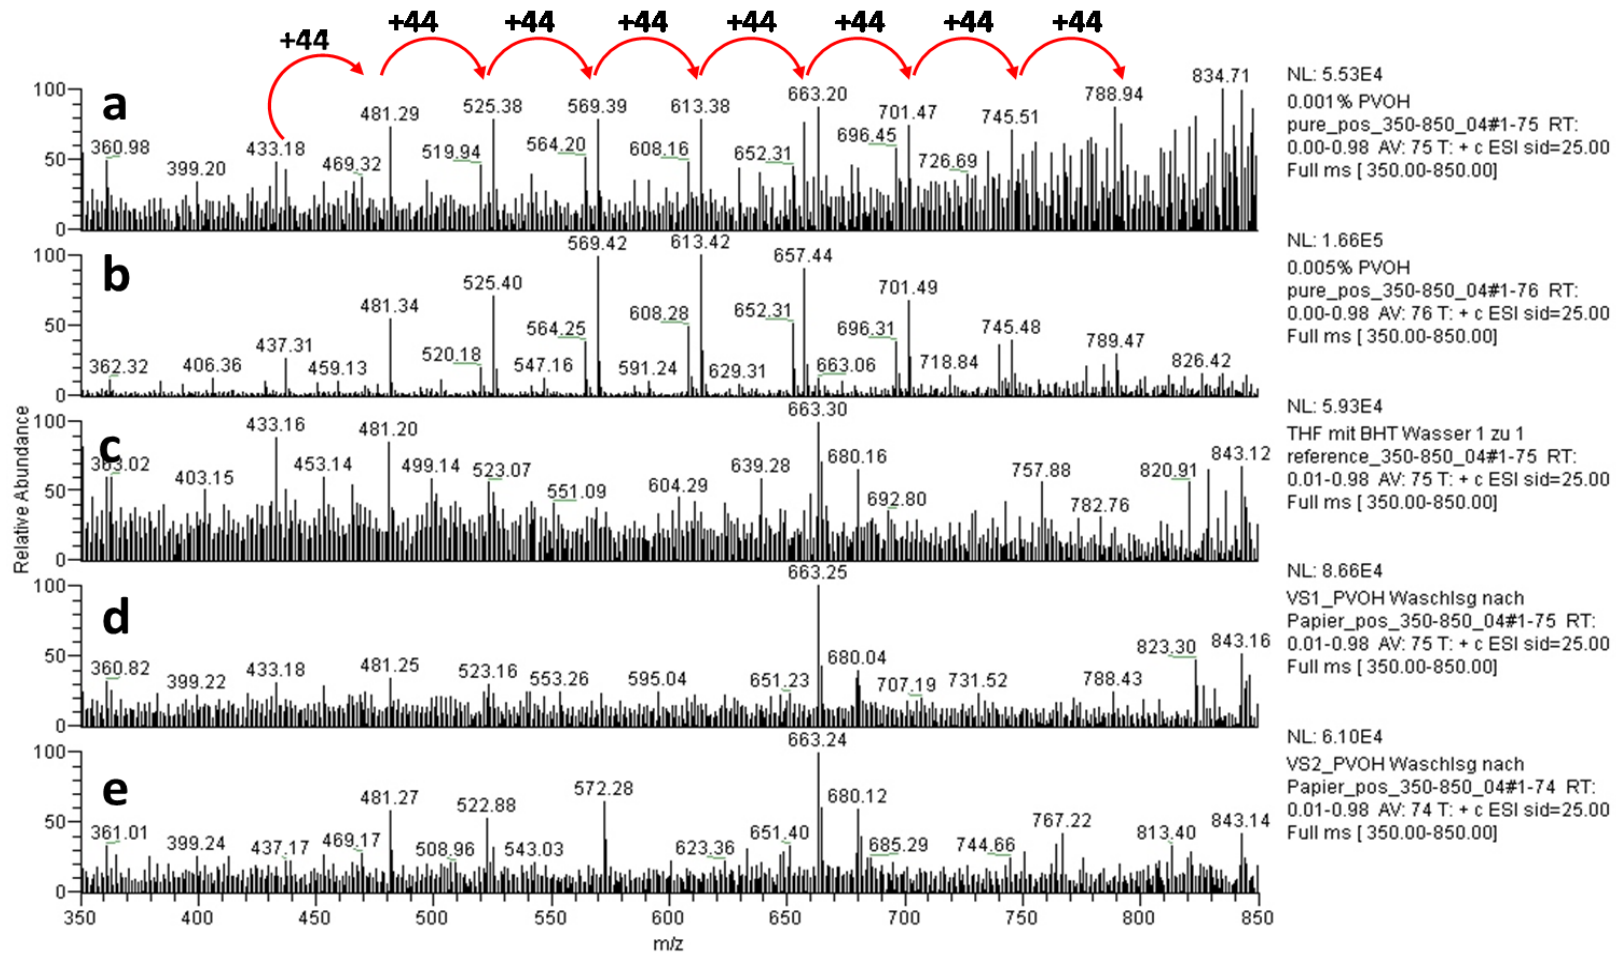 +44 +44 +44 +44 +44 +44 +44 +44
a
100
50
0
360.98 399.20 433.18 469.32 481.29 519.94 525.38 564.20 569.39 608.16 613.38 652.31 663.20 696.45 701.47 726.69 745.51 788.94 834.71
NL: 5.53E4
0.001% PVOH
pure_pos_350-850_04#1-75 RT:
0.00-0.98 AV: 75 T: + c ESI sid=25.00
Full ms [ 350.00-850.00]
b
100
50
0
362.32 406.36 437.31 459.13 481.34 520.18 525.40 547.16 564.25 569.42 591.24 608.28 613.42 629.31 652.31 657.44 663.06 696.31 701.49 718.84 745.48 789.47 826.42
NL: 1.66E5
0.005% PVOH
pure_pos_350-850_04#1-76 RT:
0.00-0.98 AV: 76 T: + c ESI sid=25.00
Full ms [ 350.00-850.00]
Relative Abundance
c
100
50
0
363.02 403.15 433.16 453.14 481.20 499.14 523.07 551.09 604.29 639.28 663.30 680.16 692.80 757.88 782.76 820.91 843.12
NL: 5.93E4
THF mit BHT Wasser 1 zu 1
reference_350-850_04#1-75 RT:
0.01-0.98 AV: 75 T: + c ESI sid=25.00
Full ms [ 350.00-850.00]
d
100
50
0
360.82 399.22 433.18 481.25 523.16 553.26 595.04 651.23 663.25 680.04 707.19 731.52 788.43 823.30 843.16
NL: 8.66E4
VS1_PVOH Waschlsg nach
Papier_pos_350-850_04#1-75 RT:
0.01-0.98 AV: 75 T: + c ESI sid=25.00
Full ms [ 350.00-850.00]
e
100
50
0
361.01 399.24 437.17 469.17 481.27 508.96 522.88 543.03 572.28 623.36 651.40 663.24 680.12 685.29 744.66 767.22 813.40 843.14
NL: 6.10E4
VS2_PVOH Waschlsg nach
Papier_pos_350-850_04#1-74 RT:
0.01-0.98 AV: 74 T: + c ESI sid=25.00
Full ms [ 350.00-850.00]
350 400 450 500 550 600 650 700 750 800 850
m/z